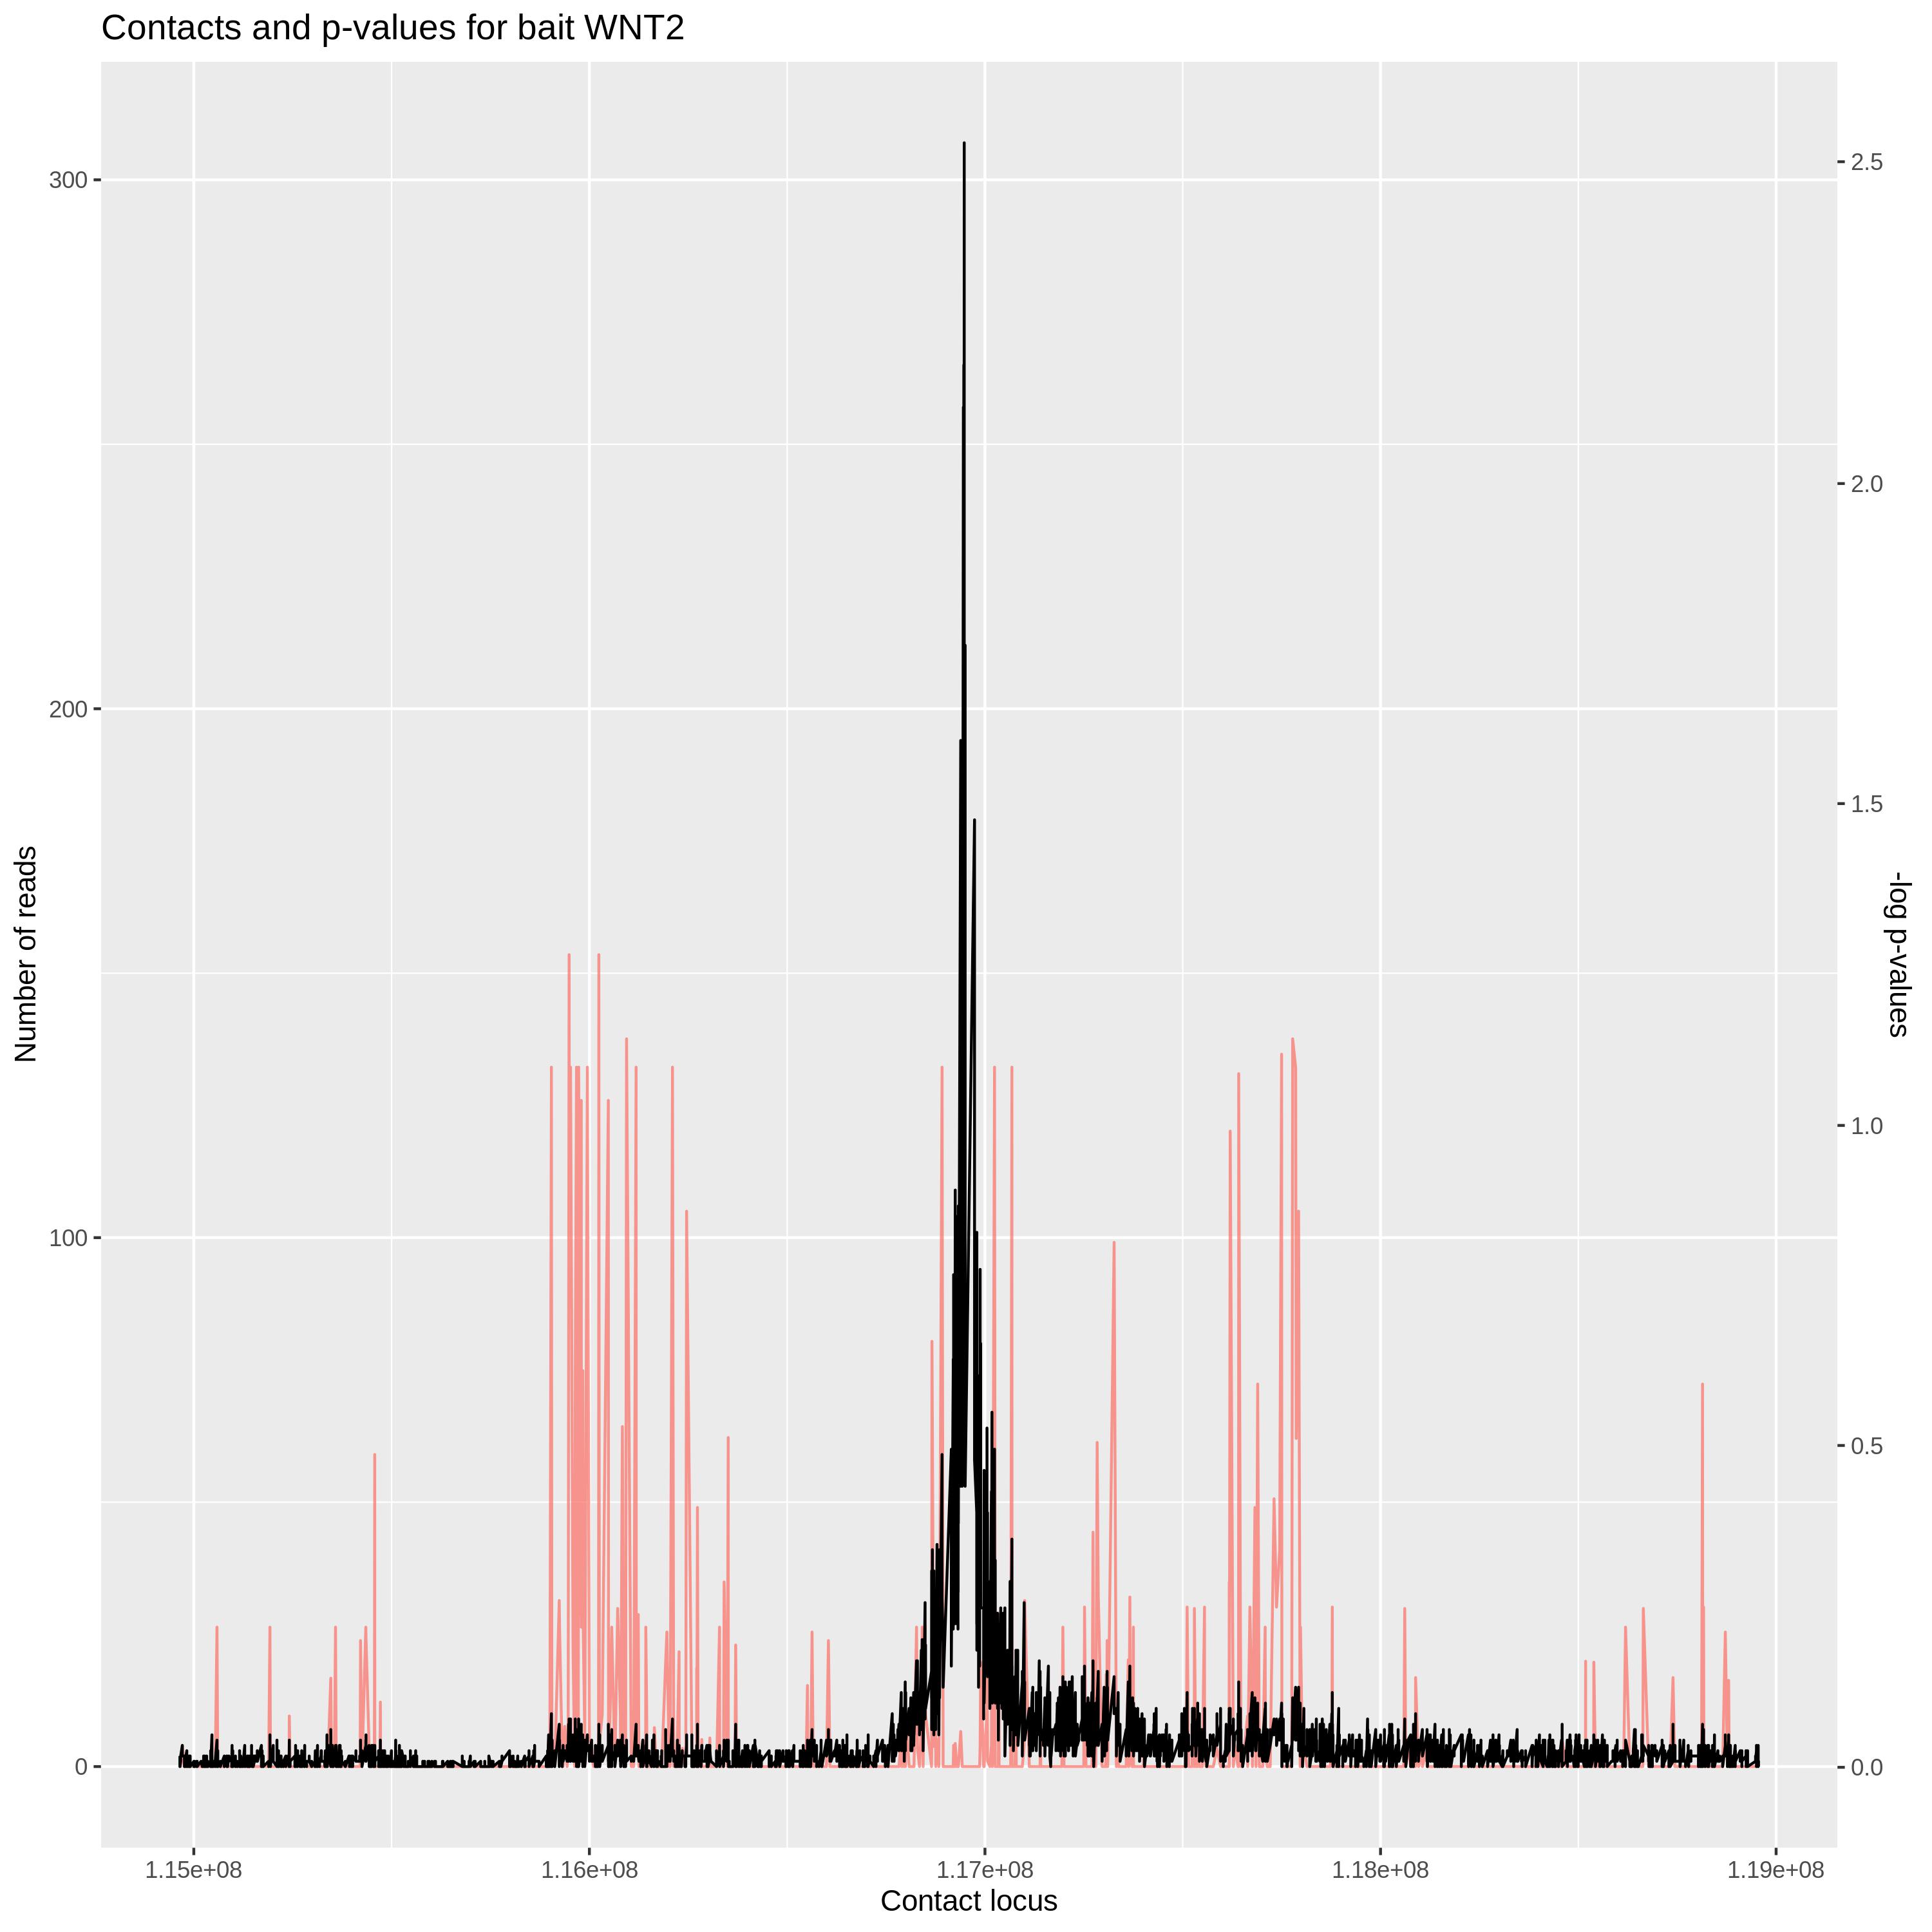 Contacts and p-values for bait WNT2
300
200
100
0
Number of reads
2.5
2.0
1.5
1.0
0.5
0.0
-log p-values
1.15e+08
1.16e+08
1.17e+08
1.18e+08
1.19e+08
Contact locus